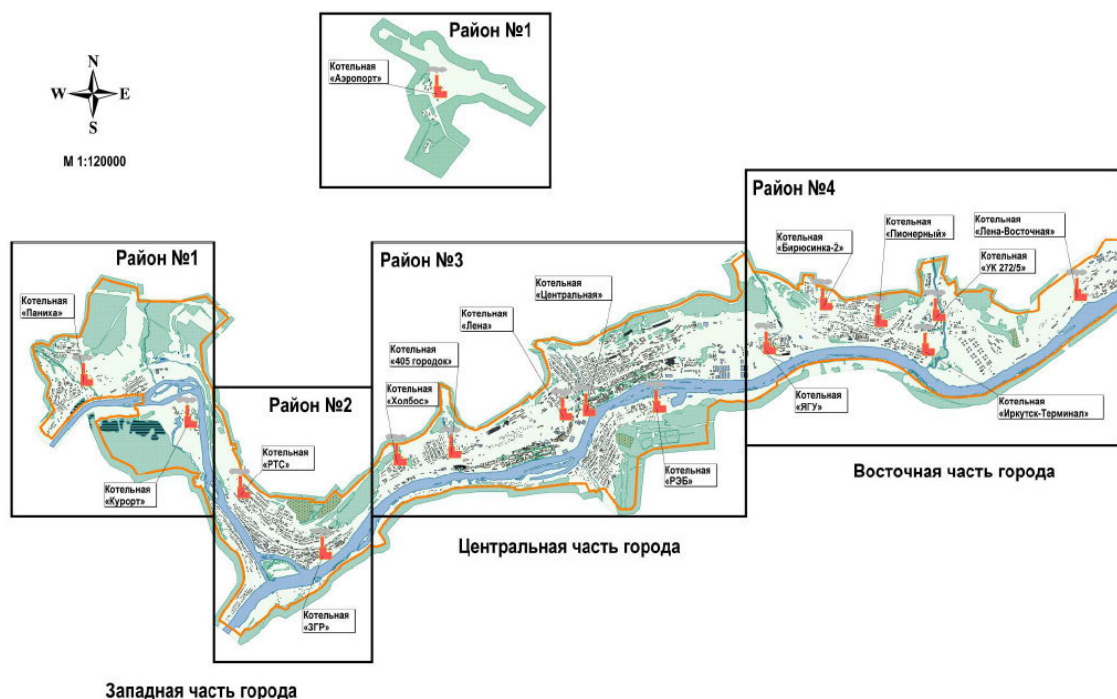 Район №1
Котельная
«Аэропорт»
N
W
E
S
М 1:120000
Район №4
Котельная
«Пионерный»
Котельная
«Лена-Восточная»
Котельная
«Бирюсинка-2»
Котельная
«УК 272/5»
Район №1
Район №3
Котельная
«Центральная»
Котельная
«Паниха»
Котельная
«Лена»
Котельная
«405 городок»
Котельная
«Холбос»
Район №2
Котельная
«ЯГУ»
Котельная
«Иркутск-Терминал»
Котельная
«РТС»
Котельная
«РЭБ»
Котельная
«Курорт»
Восточная часть города
Центральная часть города
Котельная
«ЗГР»
Западная часть города